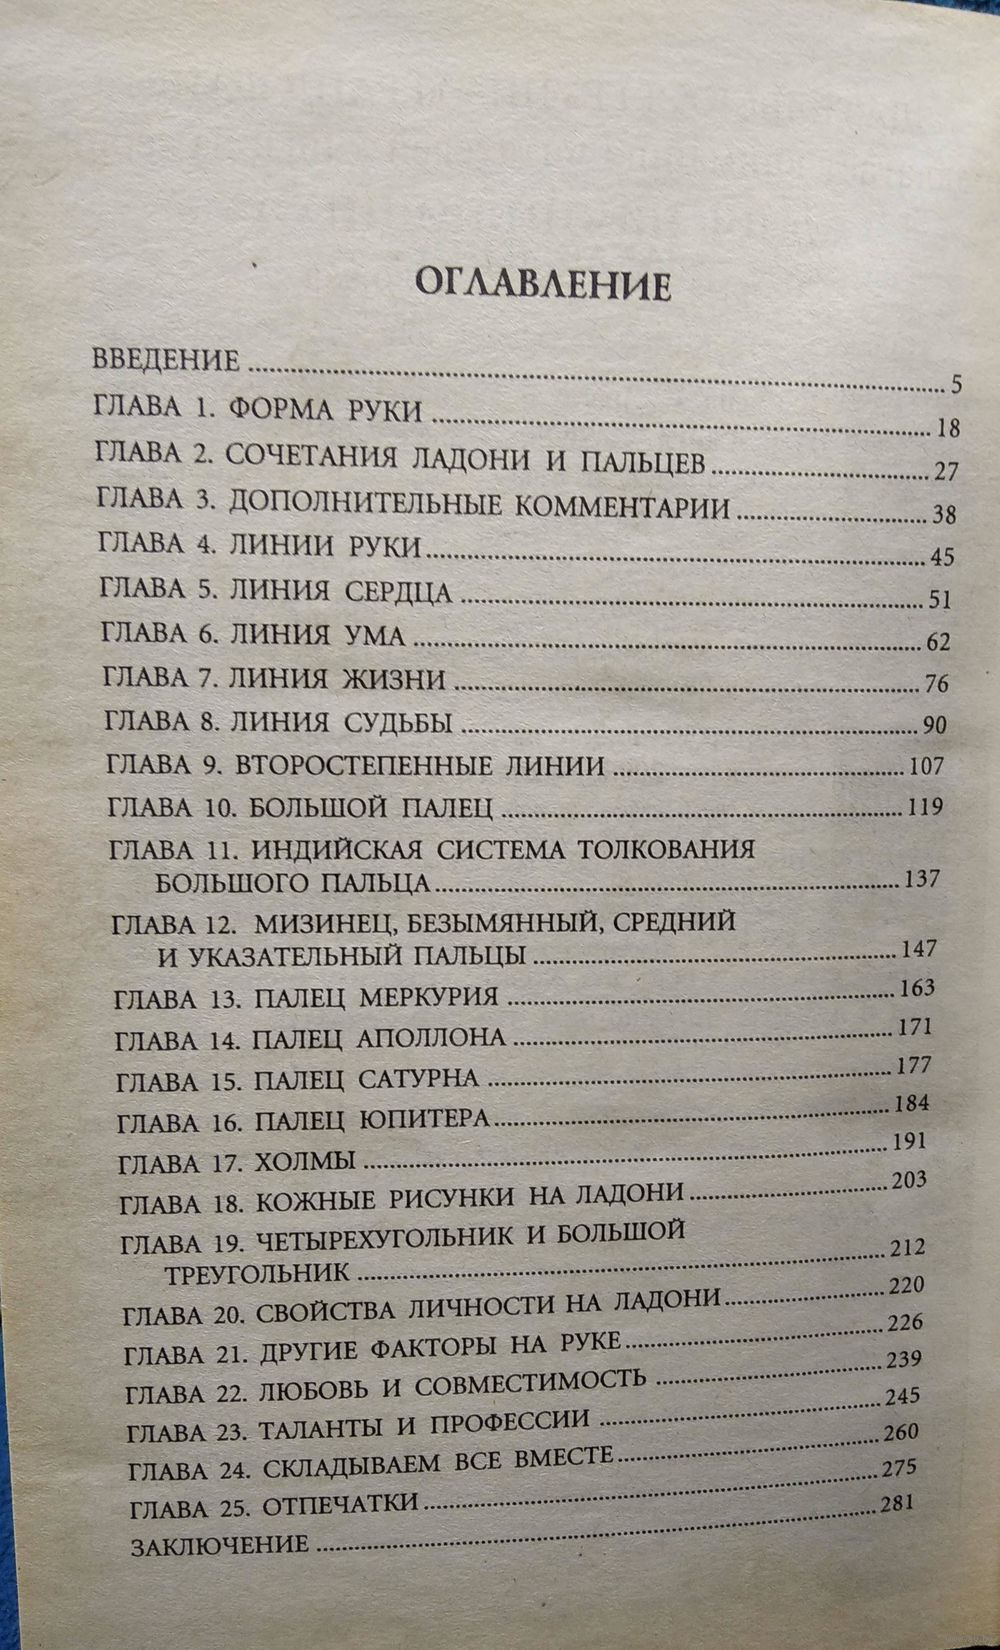 ОГЛАВЛЕНИЕ
ВВЕДЕНИЕ 5
ГЛАВА 1. ФОРМА РУКИ 18
ГЛАВА 2. СОЧЕТАНИЯ ЛАДОНИ И ПАЛЬЦЕВ 27
ГЛАВА 3. ДОПОЛНИТЕЛЬНЫЕ КОММЕНТАРИИ 38
ГЛАВА 4. ЛИНИИ РУКИ 45
ГЛАВА 5. ЛИНИЯ СЕРДЦА 51
ГЛАВА 6. ЛИНИЯ УМА 62
ГЛАВА 7. ЛИНИЯ ЖИЗНИ 76
ГЛАВА 8. ЛИНИЯ СУДЬБЫ 90
ГЛАВА 9. ВТОРОСТЕПЕННЫЕ ЛИНИИ 107
ГЛАВА 10. БОЛЬШОЙ ПАЛЕЦ 119
ГЛАВА 11. ИНДИЙСКАЯ СИСТЕМА ТОЛКОВАНИЯ
БОЛЬШОГО ПАЛЬЦА 137
ГЛАВА 12. МИЗИНЕЦ, БЕЗЫМЯННЫЙ, СРЕДНИЙ
И УКАЗАТЕЛЬНЫЙ ПАЛЬЦЫ 147
ГЛАВА 13. ПАЛЕЦ МЕРКУРИЯ 163
ГЛАВА 14. ПАЛЕЦ АПОЛЛОНА 171
ГЛАВА 15. ПАЛЕЦ САТУРНА 177
ГЛАВА 16. ПАЛЕЦ ЮПИТЕРА 184
ГЛАВА 17. ХОЛМЫ 191
ГЛАВА 18. КОЖНЫЕ РИСУНКИ НА ЛАДОНИ 203
ГЛАВА 19. ЧЕТЫРЕХУГОЛЬНИК И БОЛЬШОЙ
ТРЕУГОЛЬНИК 212
ГЛАВА 20. СВОЙСТВА ЛИЧНОСТИ НА ЛАДОНИ 220
ГЛАВА 21. ДРУГИЕ ФАКТОРЫ НА РУКЕ 226
ГЛАВА 22. ЛЮБОВЬ И СОВМЕСТИМОСТЬ 239
ГЛАВА 23. ТАЛАНТЫ И ПРОФЕССИИ 245
ГЛАВА 24. СКЛАДЫВАЕМ ВСЕ ВМЕСТЕ 260
ГЛАВА 25. ОТПЕЧАТКИ 275
ЗАКЛЮЧЕНИЕ 281